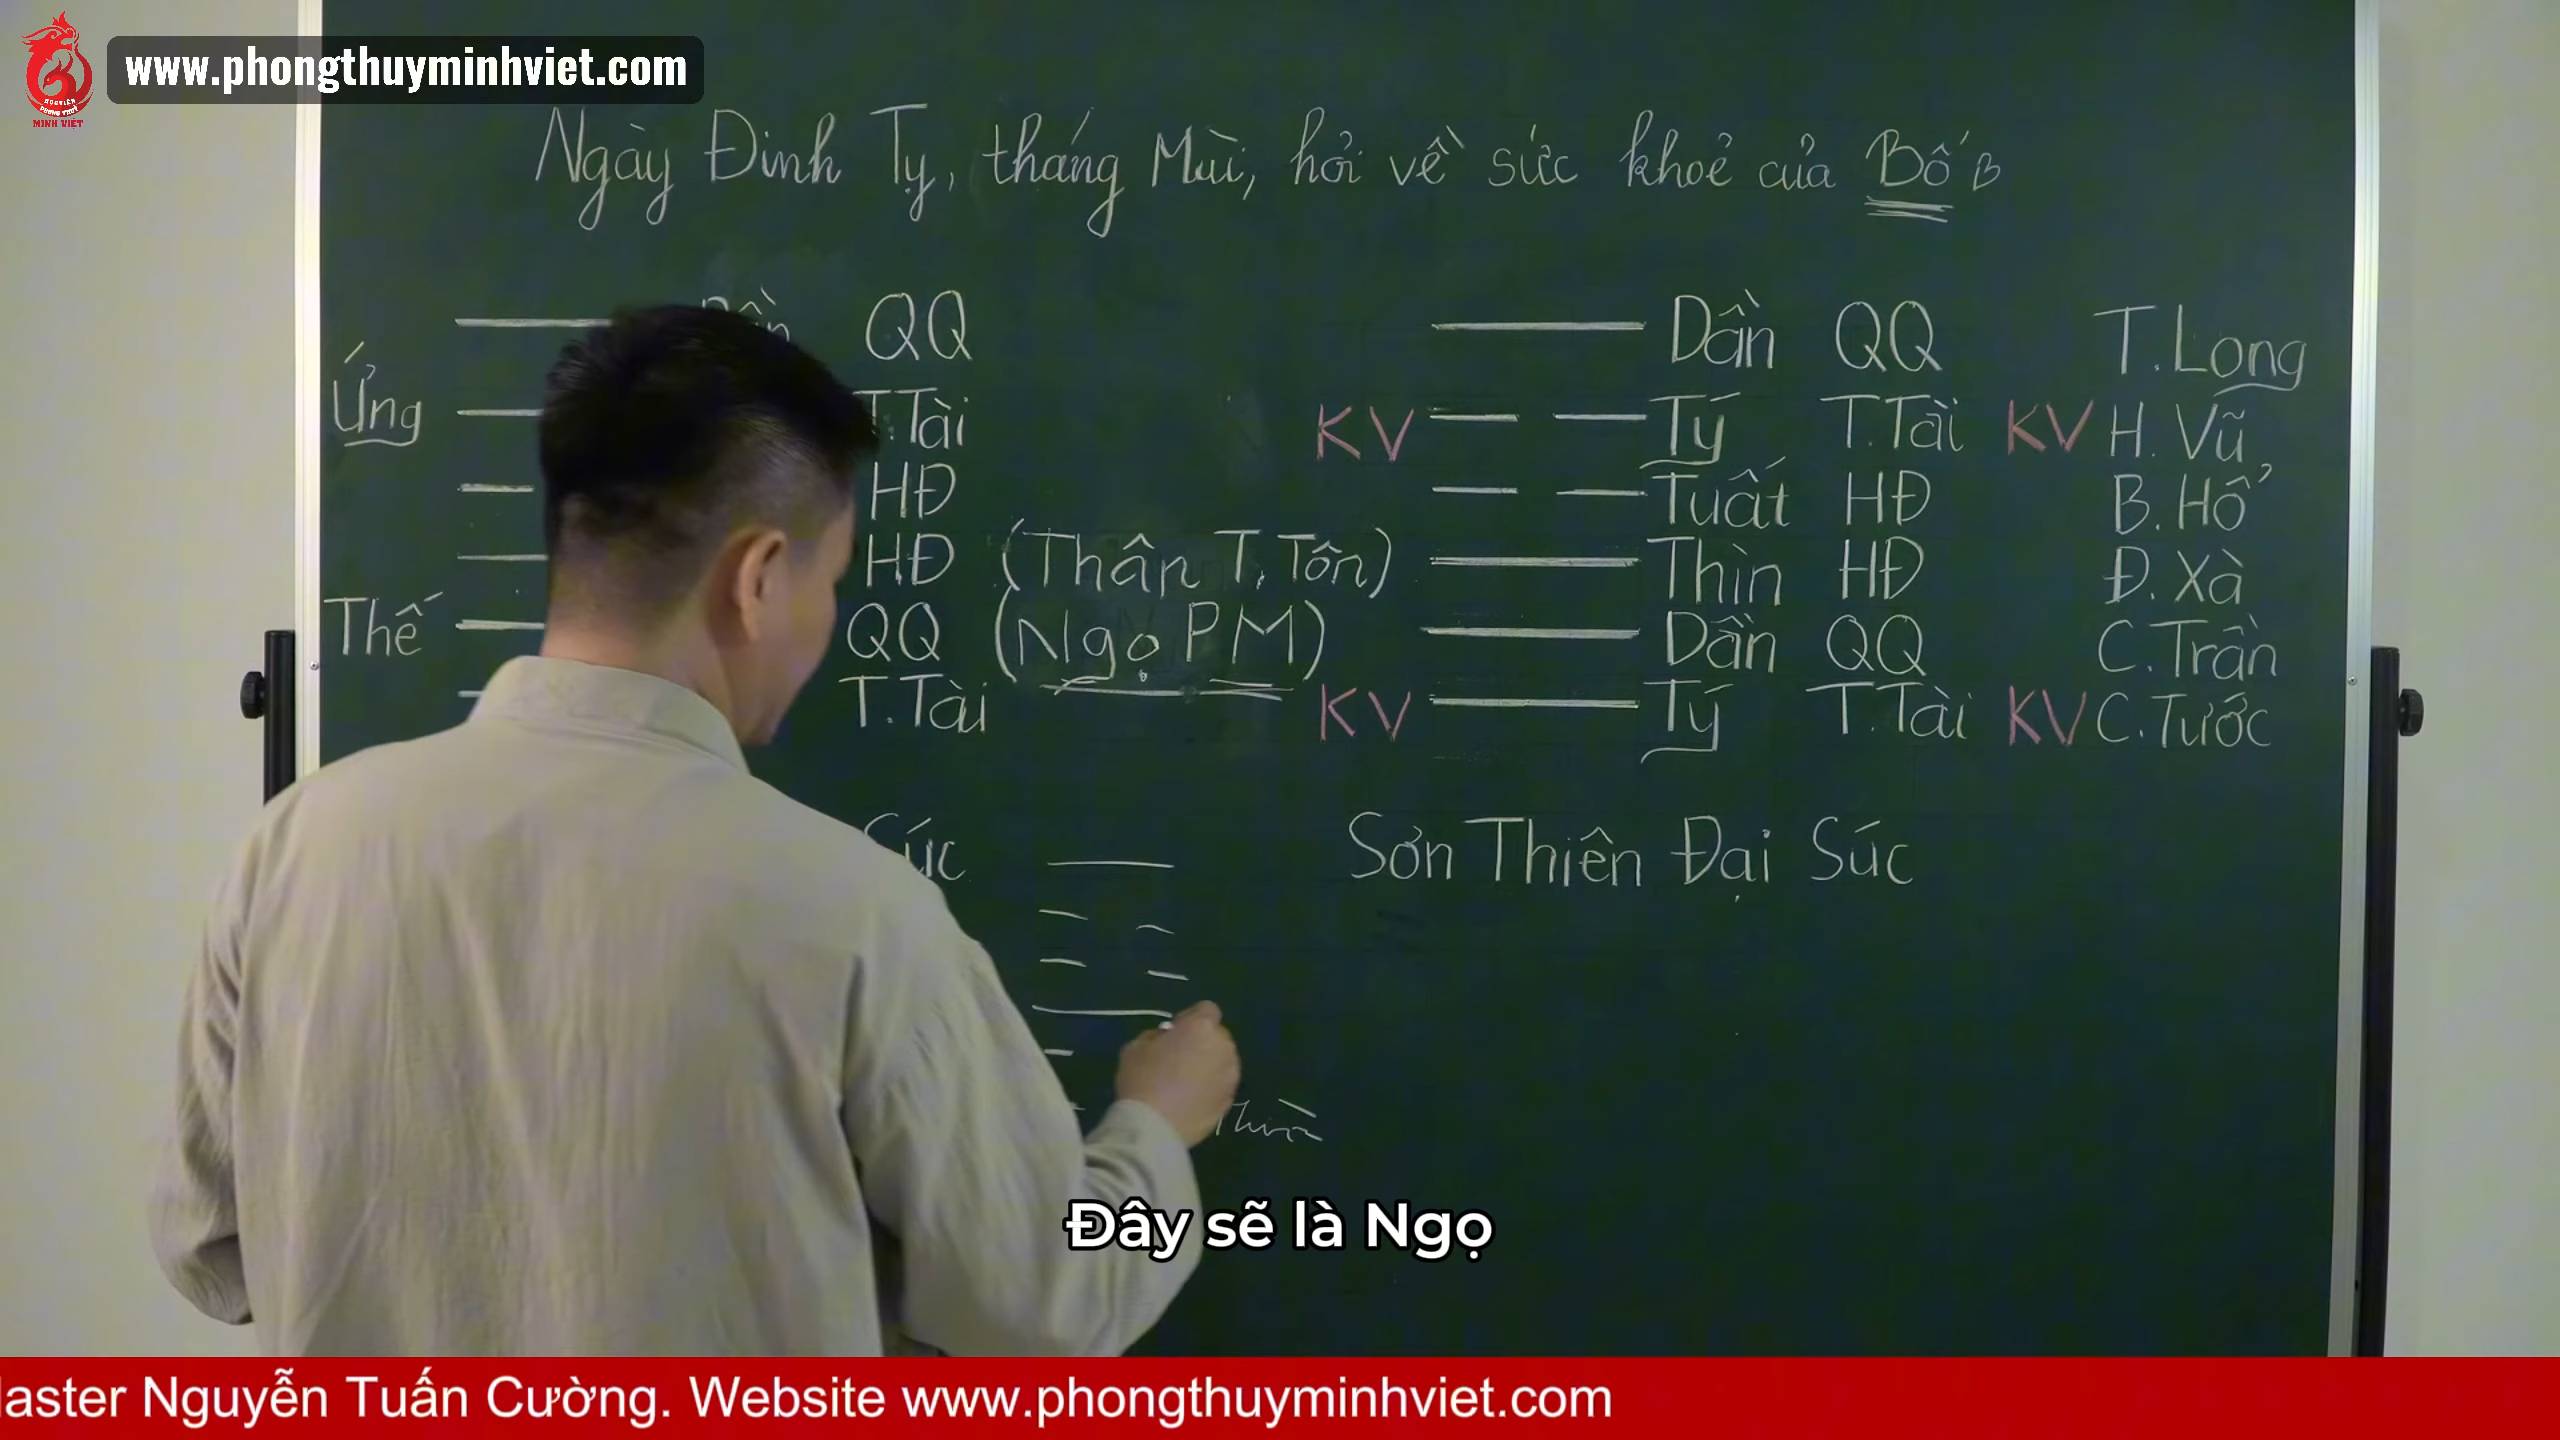 www.phongthuyminhviet.com
MINH VIỆT
Ngày Đinh Tỵ, tháng Mùi, hỏi về sức khoẻ của Bố B
QQ
Dần QQ T.Long
Ứng T.Tài
KV Tý T.Tài KV H. Vũ
HĐ
Tuất HĐ B. Hổ
HĐ (Thân T.Tôn)
Thìn HĐ Đ. Xà
Thế QQ (Ngọ PM)
Dần QQ C.Trần
T.Tài
KV Tý T.Tài KV C.Tước
Súc
Sơn Thiên Đại Súc
Đây sẽ là Ngọ
Nguyễn Tuấn Cường. Website www.phongthuyminhviet.com